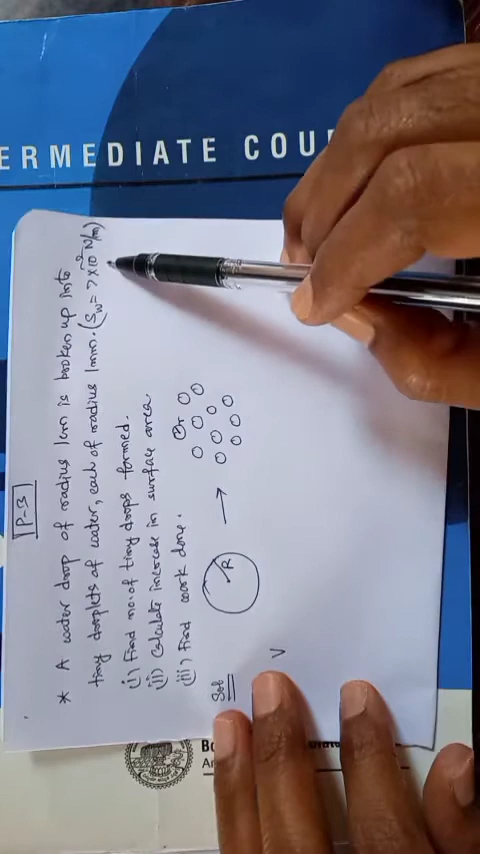 ERMEDIATE COU
P-3
* A water drop of radius 1cm is broken up into
tiny droplets of water, each of radius 1mm. (Sw = 7 x 10⁻² N/m)
(i) Find no. of tiny drops formed.
(ii) Calculate increase in surface area.
(iii) Find work done.
Sol
R
r
V
Bo